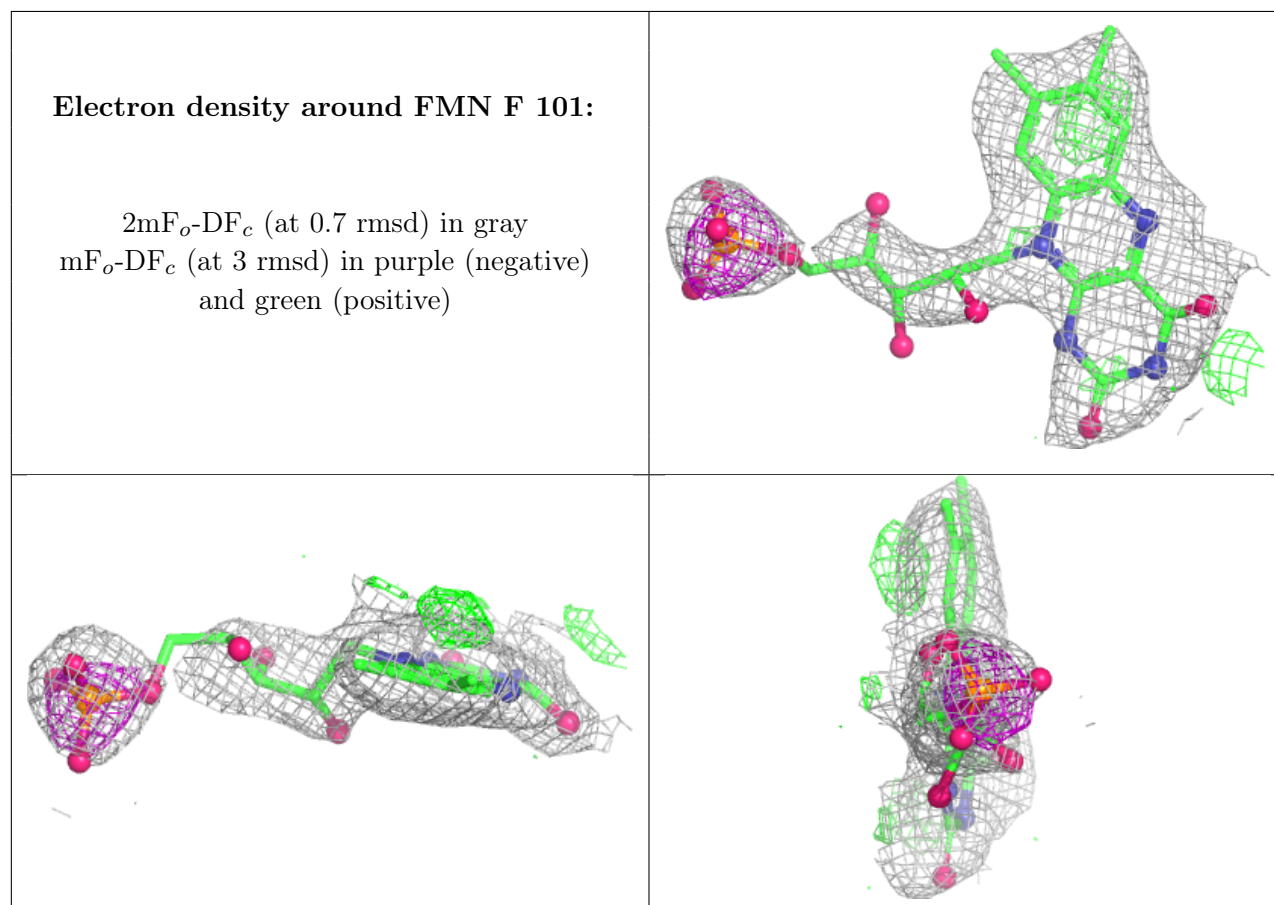 Electron density around FMN F 101:
2mFo-DFc (at 0.7 rmsd) in gray
mFo-DFc (at 3 rmsd) in purple (negative)
and green (positive)